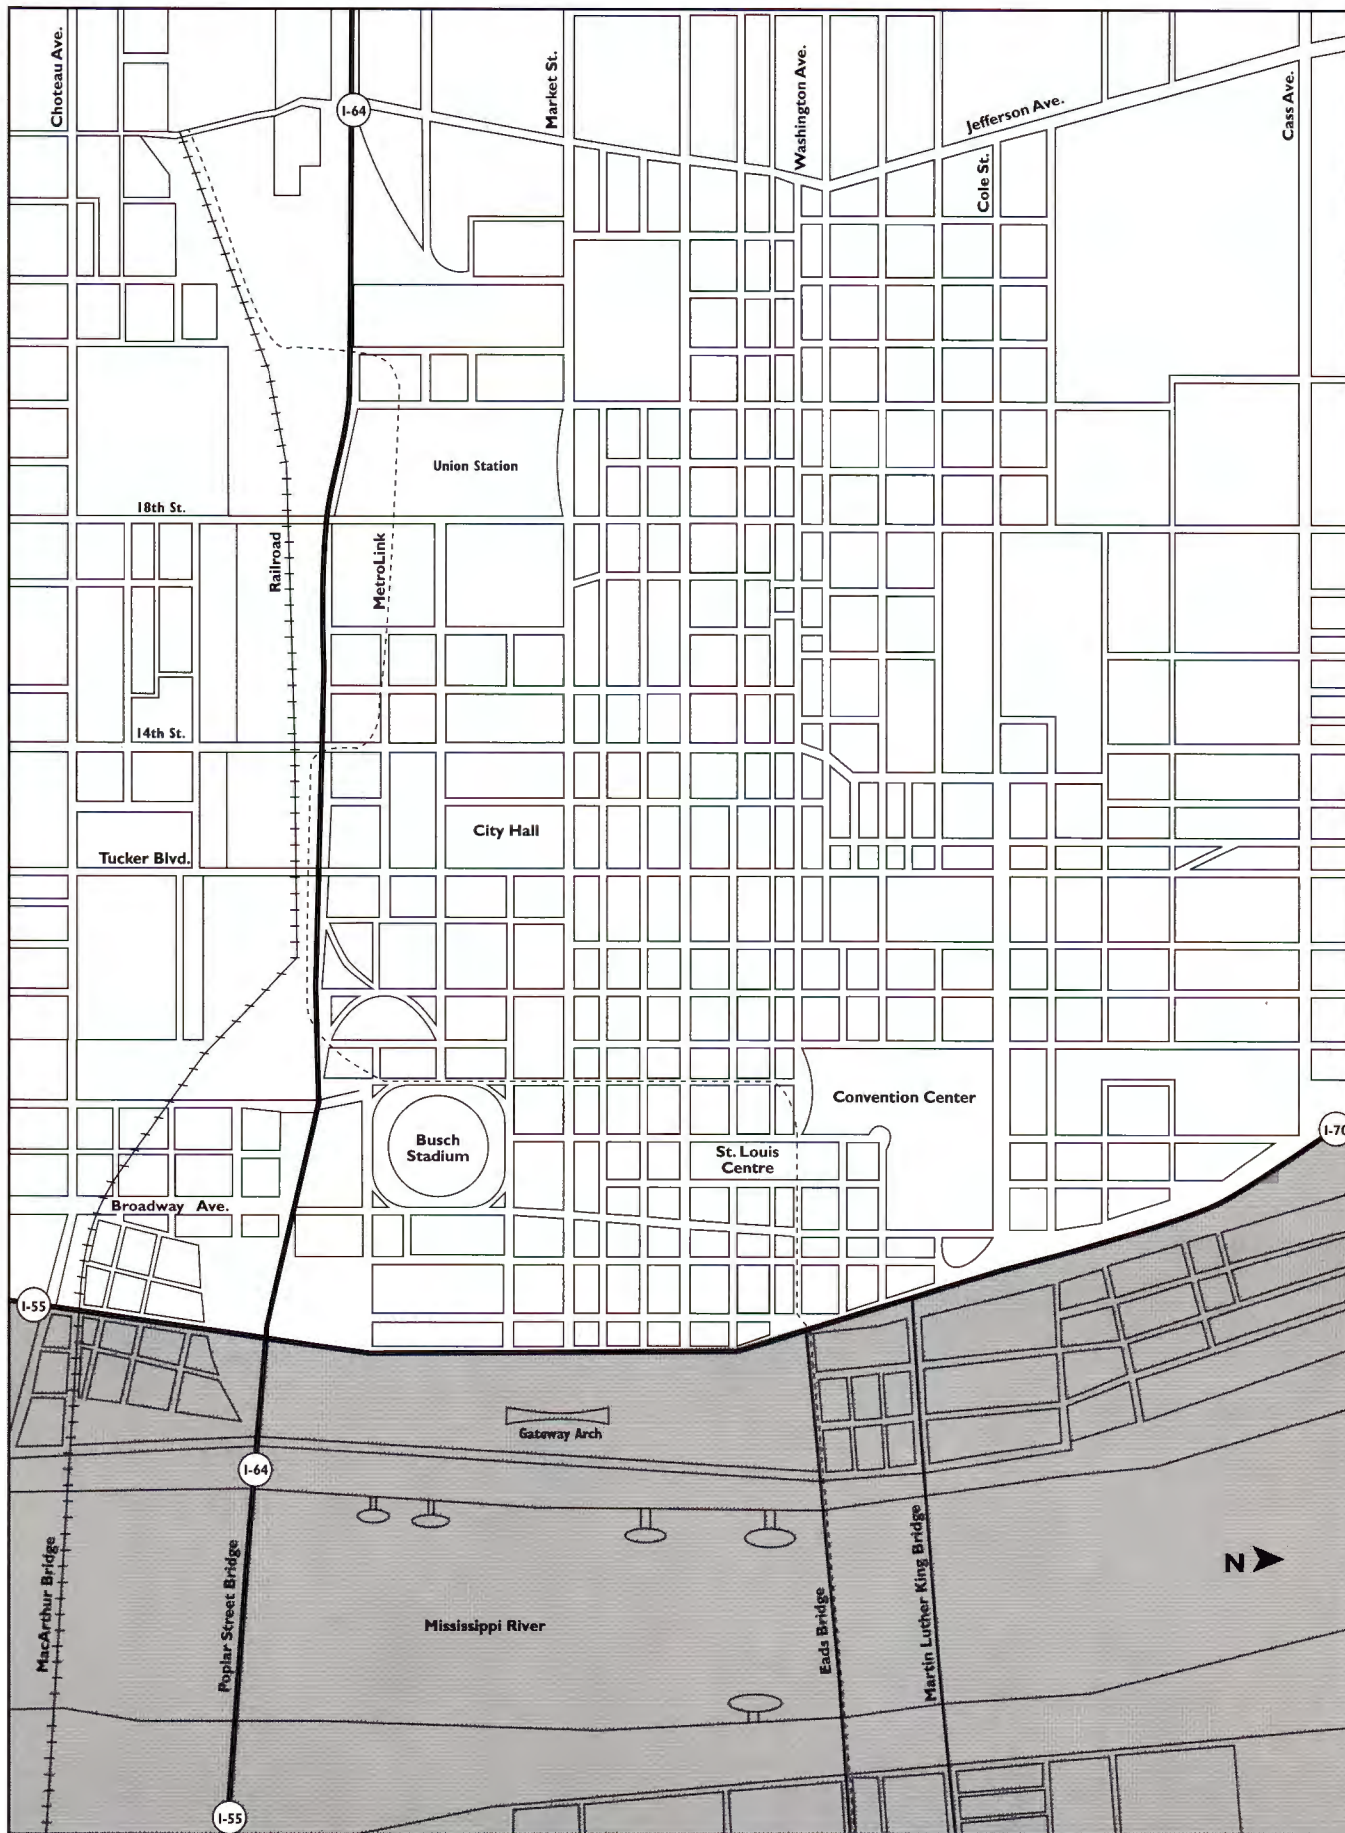 Choteau Ave.
I-64
Market St.
Washington Ave.
Jefferson Ave.
Cole St.
Cass Ave.
Union Station
18th St.
Railroad
MetroLink
14th St.
City Hall
Tucker Blvd.
Convention Center
Busch
Stadium
St. Louis
Centre
I-70
Broadway Ave.
I-55
Gateway Arch
I-64
MacArthur Bridge
Poplar Street Bridge
Mississippi River
Eads Bridge
Martin Luther King Bridge
N
I-55